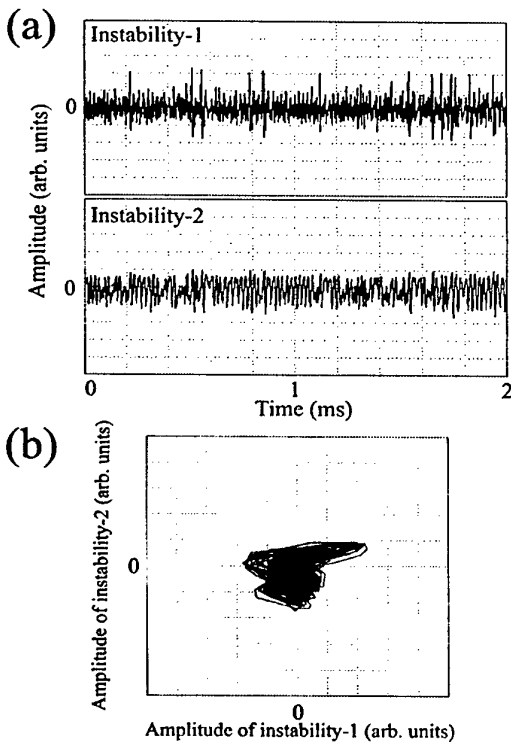 (a)
Instability-1
0
Instability-2
0
Amplitude (arb. units)
0 1 2
Time (ms)
(b)
Amplitude of instability-2 (arb. units)
0
0
Amplitude of instability-1 (arb. units)